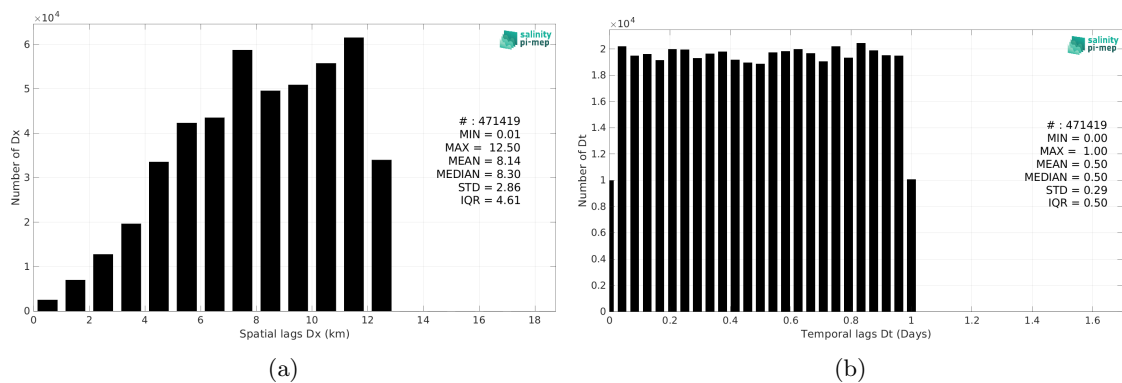 ×10⁴
6
5
4
3
2
1
0
Number of Dx
0 2 4 6 8 10 12 14 16 18
Spatial lags Dx (km)
salinity
pi-mep
# : 471419
MIN = 0.01
MAX = 12.50
MEAN = 8.14
MEDIAN = 8.30
STD = 2.86
IQR = 4.61
(a)
×10⁴
2
1.8
1.6
1.4
1.2
1
0.8
0.6
0.4
0.2
0
Number of Dt
0 0.2 0.4 0.6 0.8 1 1.2 1.4 1.6
Temporal lags Dt (Days)
salinity
pi-mep
# : 471419
MIN = 0.00
MAX = 1.00
MEAN = 0.50
MEDIAN = 0.50
STD = 0.29
IQR = 0.50
(b)